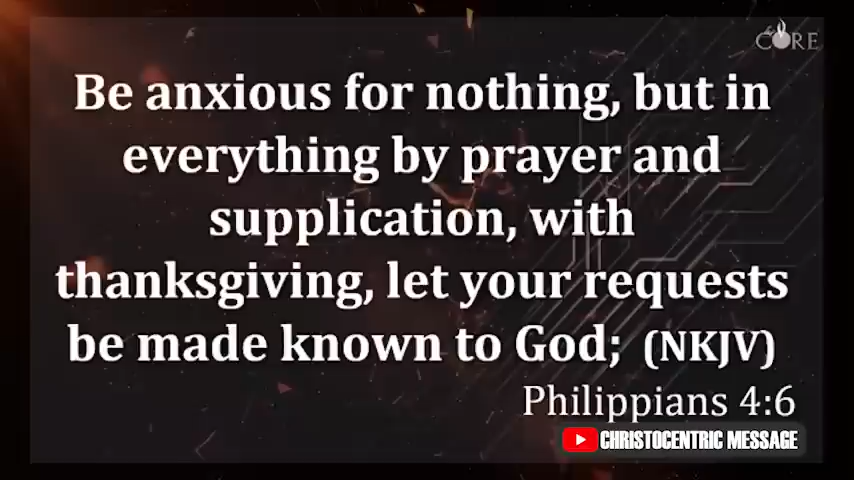 CORE
Be anxious for nothing, but in
everything by prayer and
supplication, with
thanksgiving, let your requests
be made known to God; (NKJV)
Philippians 4:6
CHRISTOCENTRIC MESSAGE